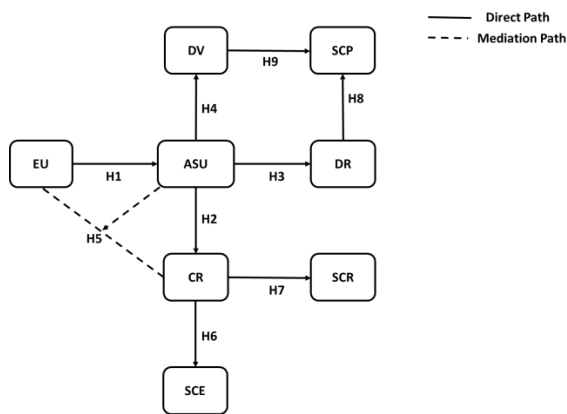 Direct Path
Mediation Path
DV
H9
SCP
H4
H8
EU
H1
ASU
H3
DR
H2
H5
CR
H7
SCR
H6
SCE